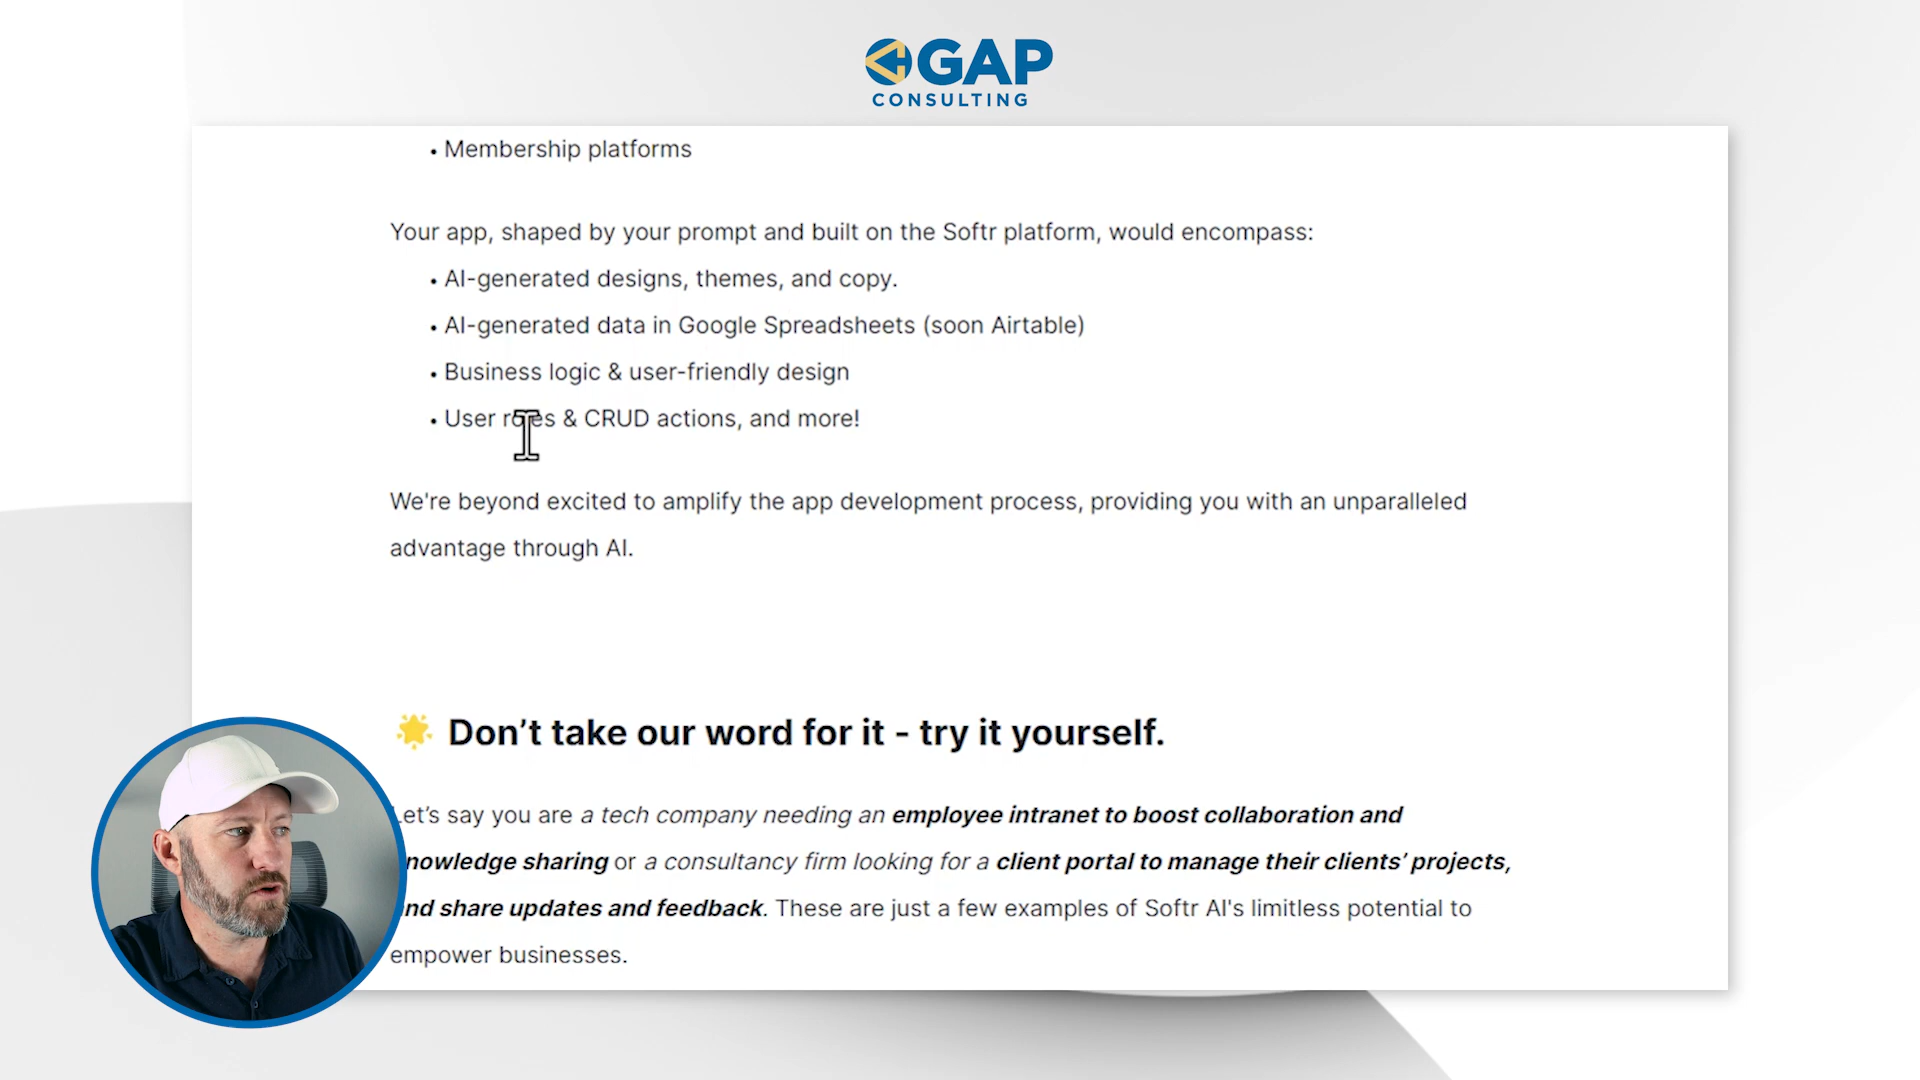 GAP
CONSULTING
• Membership platforms
Your app, shaped by your prompt and built on the Softr platform, would encompass:
• AI-generated designs, themes, and copy.
• AI-generated data in Google Spreadsheets (soon Airtable)
• Business logic & user-friendly design
• User roles & CRUD actions, and more!
We're beyond excited to amplify the app development process, providing you with an unparalleled
advantage through AI.
🌟 Don’t take our word for it - try it yourself.
Let’s say you are a tech company needing an employee intranet to boost collaboration and
knowledge sharing or a consultancy firm looking for a client portal to manage their clients’ projects,
and share updates and feedback. These are just a few examples of Softr AI's limitless potential to
empower businesses.